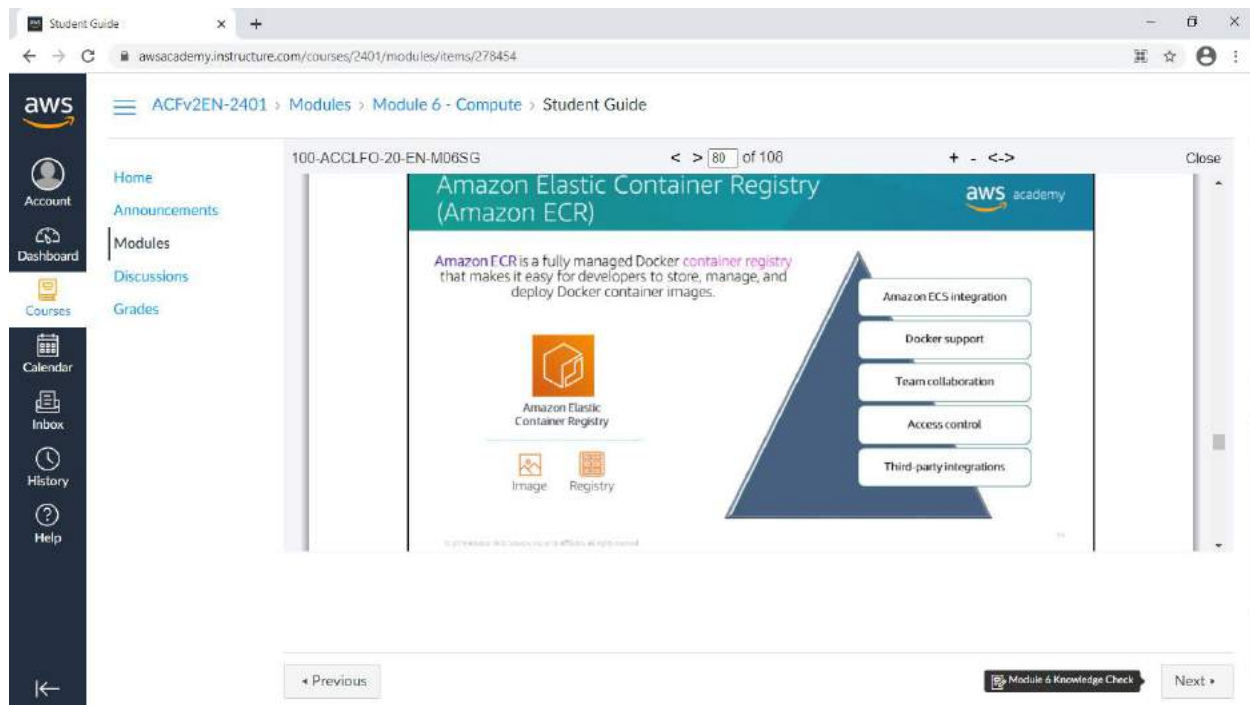 Student Guide
awsacademy.instructure.com/courses/2401/modules/items/278454
aws
ACFv2EN-2401 > Modules > Module 6 - Compute > Student Guide
Account
Dashboard
Courses
Calendar
Inbox
History
Help
Home
Announcements
Modules
Discussions
Grades
100-ACCLFO-20-EN-M06SG
< > 80 of 108
+ - <->
Close
Amazon Elastic Container Registry
(Amazon ECR)
aws academy
Amazon ECR is a fully managed Docker container registry
that makes it easy for developers to store, manage, and
deploy Docker container images.
Amazon Elastic
Container Registry
Image
Registry
Amazon ECS integration
Docker support
Team collaboration
Access control
Third-party integrations
Previous
Module 6 Knowledge Check
Next